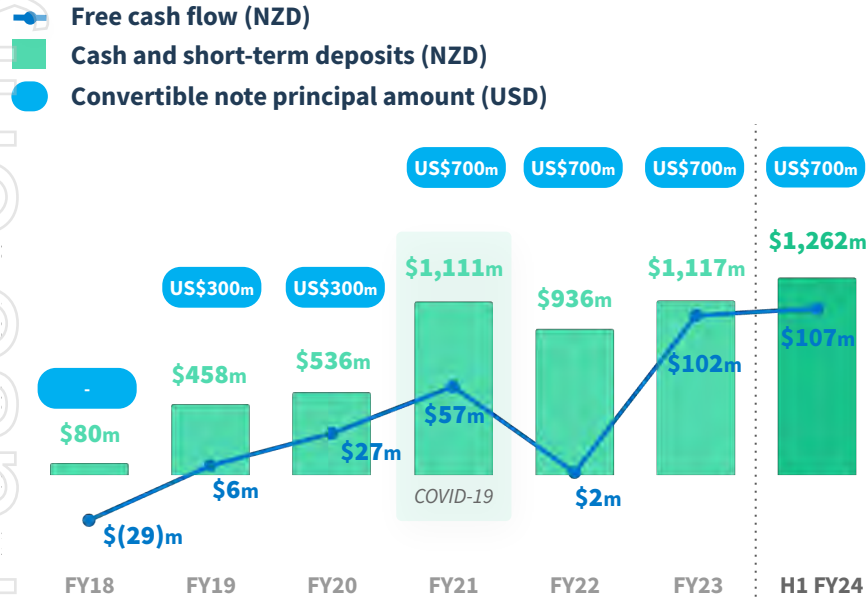 Free cash flow (NZD)
Cash and short-term deposits (NZD)
Convertible note principal amount (USD)
US$700m US$700m US$700m US$700m
$1,262m
$1,111m $1,117m
US$300m US$300m
$936m
$107m
$536m
$102m
$458m
-
$57m
$80m
$27m
$6m
COVID-19
$2m
$(29)m
FY18 FY19 FY20 FY21 FY22 FY23 H1 FY24